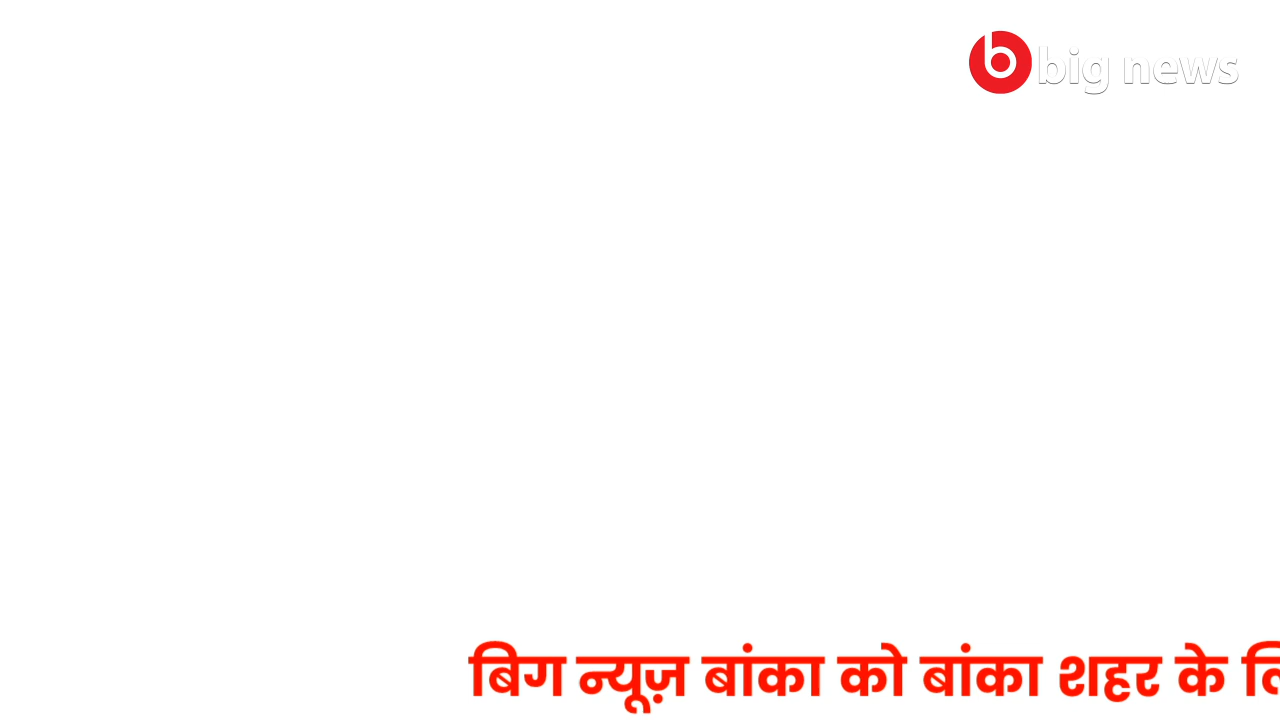 big news
बिग न्यूज़ बांका को बांका शहर के